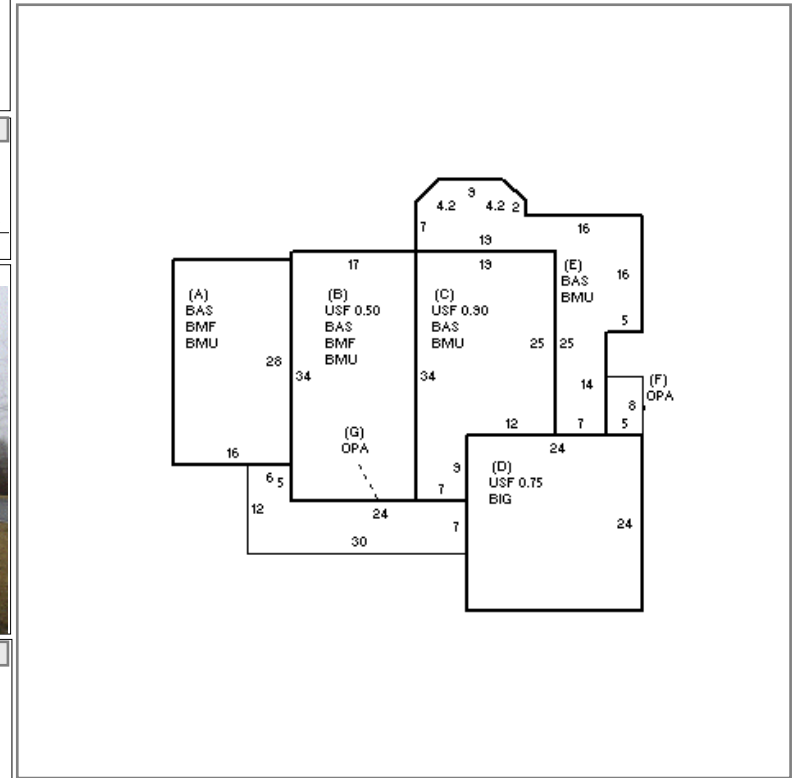 9
4.2 4.2 2
7 16
19
17 19 (E) 16
BAS
BMU
(A) (B) (C)
BAS USF 0.50 USF 0.90
BMF BAS BAS 5
BMU BMF BMU 25 25
BMU
28 34 34 14 (F)
OPA
8
(G) 12 7 5
OPA 24
16 9 (D)
6 5 USF 0.75
7 BIG
12 24 7 24
30